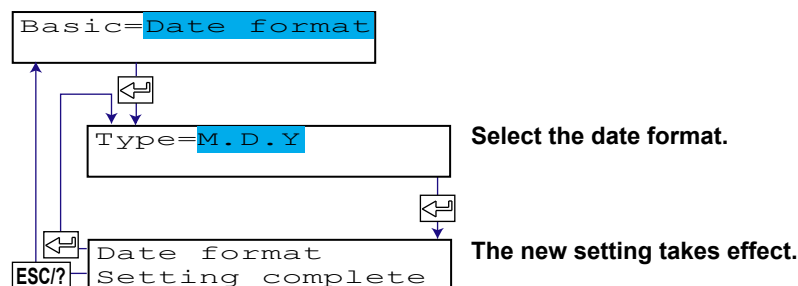 Basic=Date format
Type=M.D.Y
Select the date format.
Date format
Setting complete
The new setting takes effect.
ESC/?